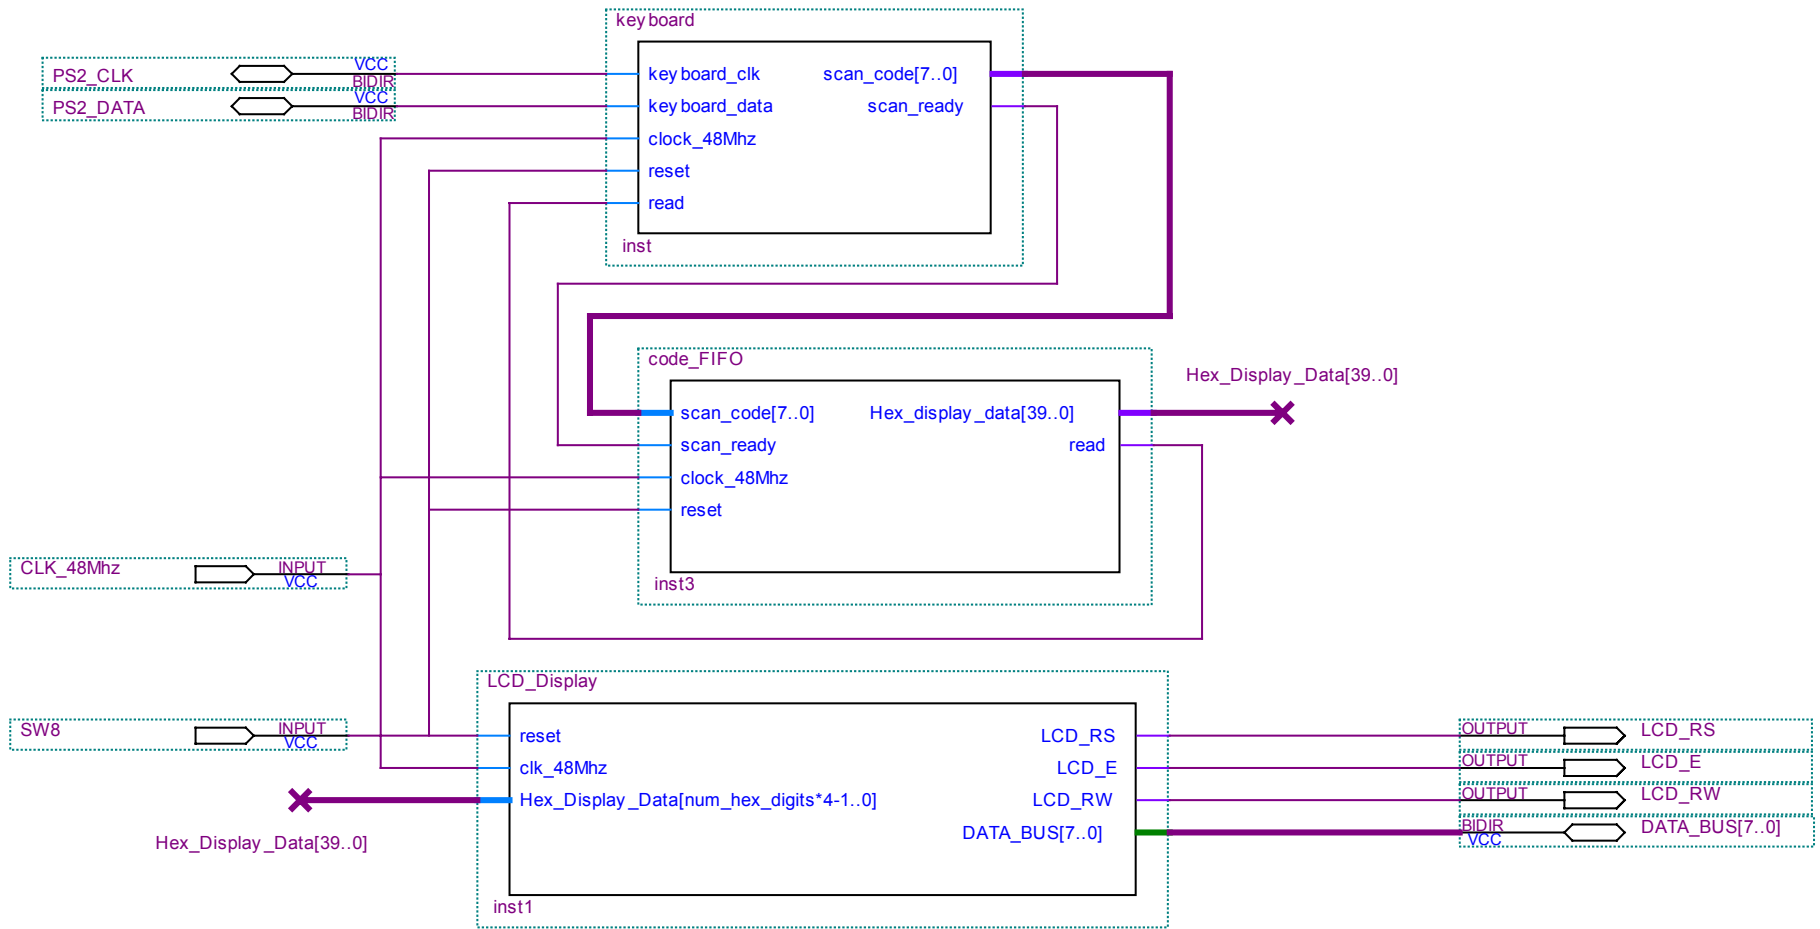 keyboard
PS2_CLK
VCC
BIDIR
PS2_DATA
VCC
BIDIR
keyboard_clk
scan_code[7..0]
keyboard_data
scan_ready
clock_48Mhz
reset
read
inst
code_FIFO
Hex_Display_Data[39..0]
scan_code[7..0]
Hex_display_data[39..0]
scan_ready
read
clock_48Mhz
reset
inst3
CLK_48Mhz
INPUT
VCC
LCD_Display
SW8
INPUT
VCC
reset
LCD_RS
clk_48Mhz
LCD_E
Hex_Display_Data[num_hex_digits*4-1..0]
LCD_RW
DATA_BUS[7..0]
Hex_Display_Data[39..0]
inst1
OUTPUT
LCD_RS
OUTPUT
LCD_E
OUTPUT
LCD_RW
BIDIR
VCC
DATA_BUS[7..0]